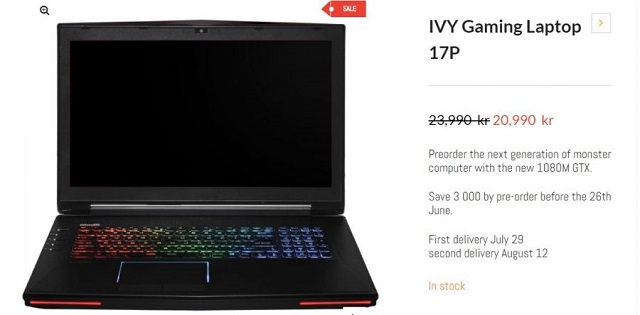 SALE
IVY Gaming Laptop
17P
23,990 kr 20,990 kr
Preorder the next generation of monster
computer with the new 1080M GTX.
Save 3 000 by pre-order before the 26th
June.
First delivery July 29
second delivery August 12
In stock